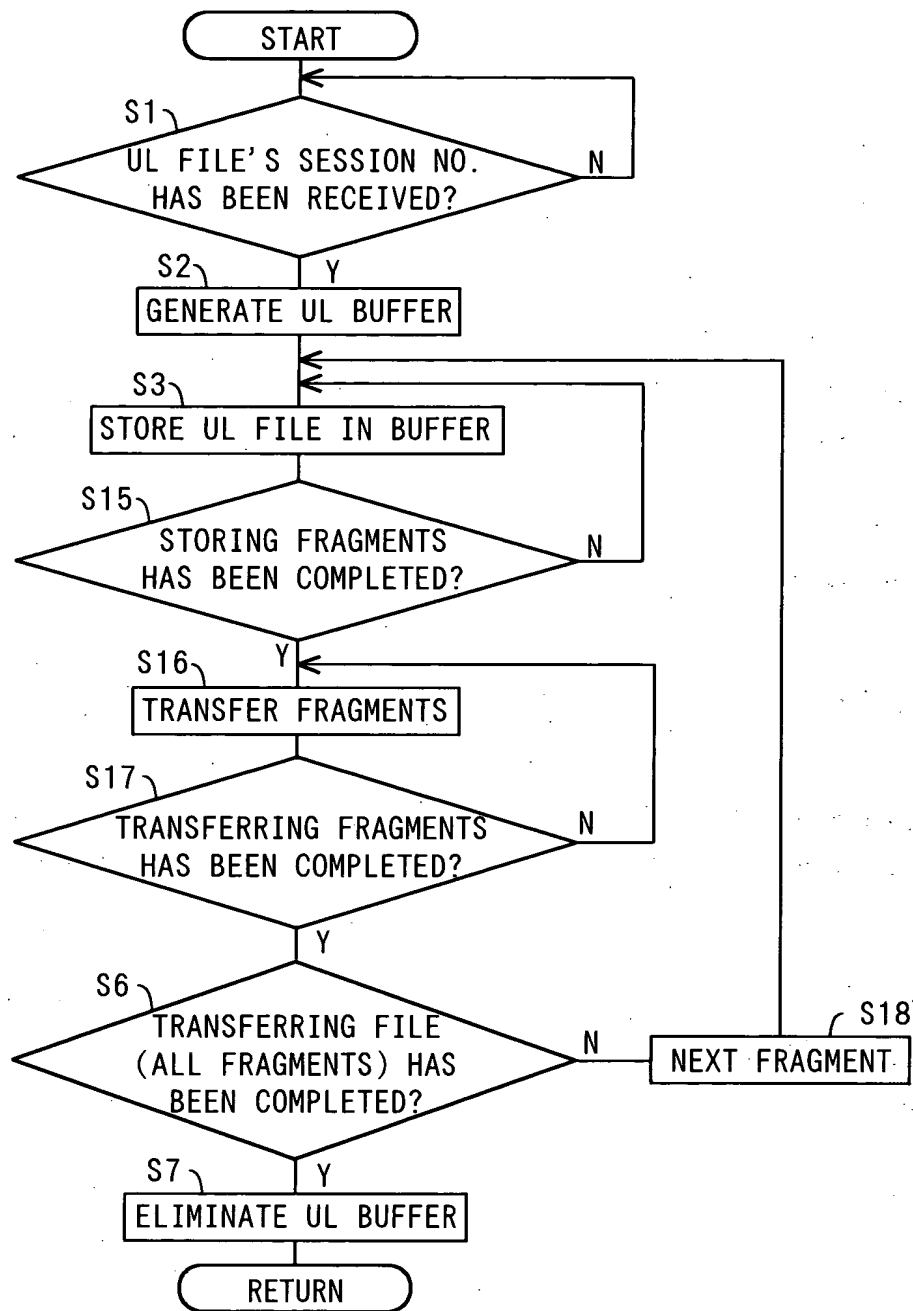 START
S1
UL FILE'S SESSION NO.
HAS BEEN RECEIVED?
N
Y
S2
GENERATE UL BUFFER
S3
STORE UL FILE IN BUFFER
S15
STORING FRAGMENTS
HAS BEEN COMPLETED?
N
Y
S16
TRANSFER FRAGMENTS
S17
TRANSFERRING FRAGMENTS
HAS BEEN COMPLETED?
N
Y
S6
TRANSFERRING FILE
(ALL FRAGMENTS) HAS
BEEN COMPLETED?
N
S18
NEXT FRAGMENT
Y
S7
ELIMINATE UL BUFFER
RETURN